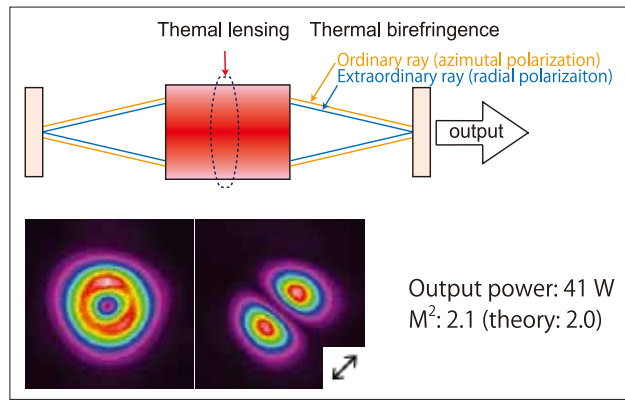 Themal lensing
Thermal birefringence
Ordinary ray (azimutal polarization)
Extraordinary ray (radial polarizaiton)
output
Output power: 41 W
M²: 2.1 (theory: 2.0)